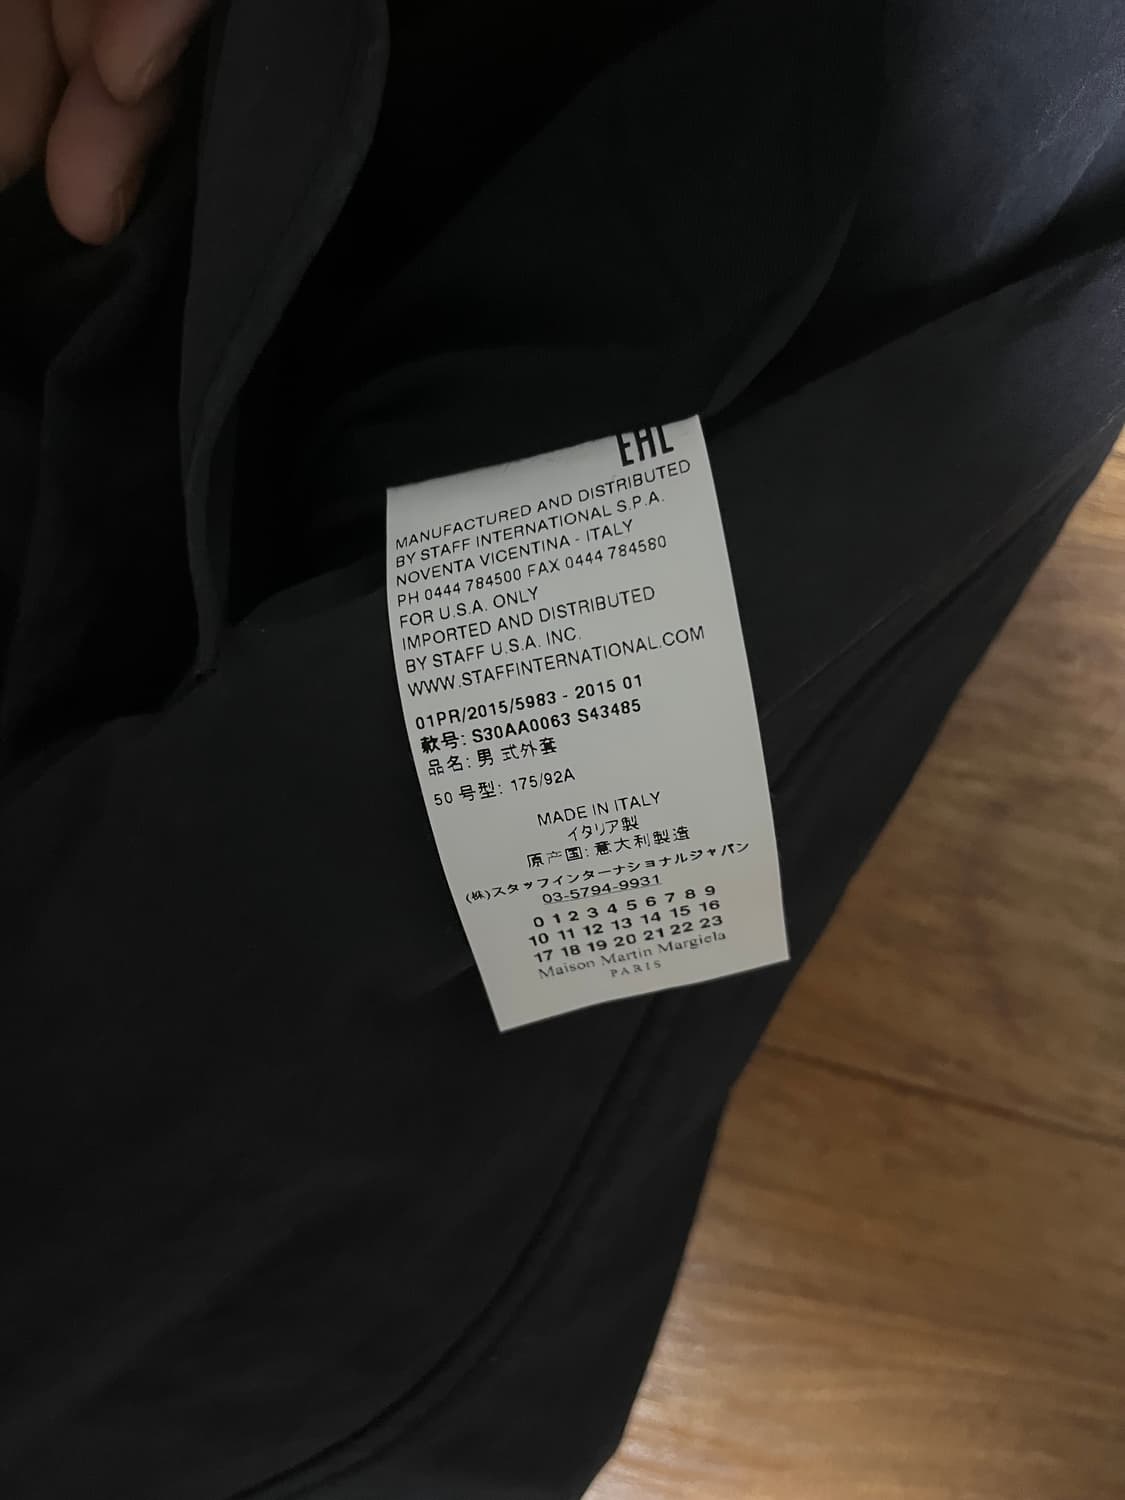 EAC
MANUFACTURED AND DISTRIBUTED
BY STAFF INTERNATIONAL S.P.A.
NOVENTA VICENTINA - ITALY
PH 0444 784500 FAX 0444 784580
FOR U.S.A. ONLY
IMPORTED AND DISTRIBUTED
BY STAFF U.S.A. INC.
WWW.STAFFINTERNATIONAL.COM
01PR/2015/5983 - 2015 01
款号: S30AA0063 S43485
品名: 男 式外套
50 号型: 175/92A
MADE IN ITALY
イタリア製
原产国: 意大利製造
(株)スタッフインターナショナルジャパン
03-5794-9931
0 1 2 3 4 5 6 7 8 9
10 11 12 13 14 15 16
17 18 19 20 21 22 23
Maison Martin Margiela
PARIS